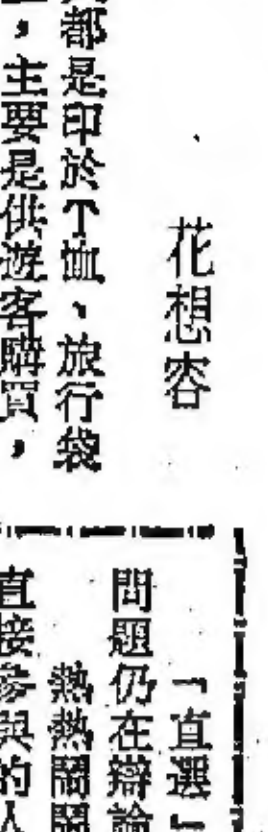 花想容
都是印於T恤、旅行袋
，主要是供遊客購買，
「直選」
問題仍在辯論
熱熱鬧鬧
直接參與的人